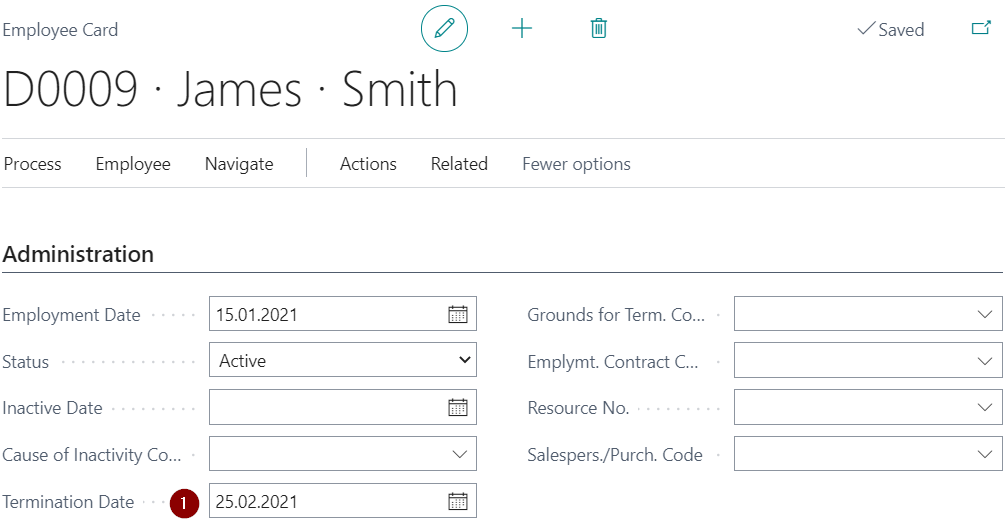 Employee Card
Saved
D0009 · James · Smith
Process Employee Navigate Actions Related Fewer options
Administration
Employment Date 15.01.2021
Status Active
Inactive Date
Cause of Inactivity Co...
Termination Date 1 25.02.2021
Grounds for Term. Co...
Emplymt. Contract C...
Resource No.
Salespers./Purch. Code